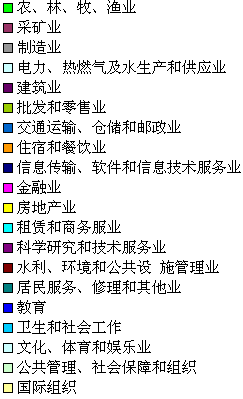 农、林、牧、渔业
采矿业
制造业
电力、热燃气及水生产和供应业
建筑业
批发和零售业
交通运输、仓储和邮政业
住宿和餐饮业
信息传输、软件和信息技术服务业
金融业
房地产业
租赁和商务服业
科学研究和技术服务业
水利、环境和公共设 施管理业
居民服务、修理和其他业
教育
卫生和社会工作
文化、体育和娱乐业
公共管理、社会保障和组织
国际组织